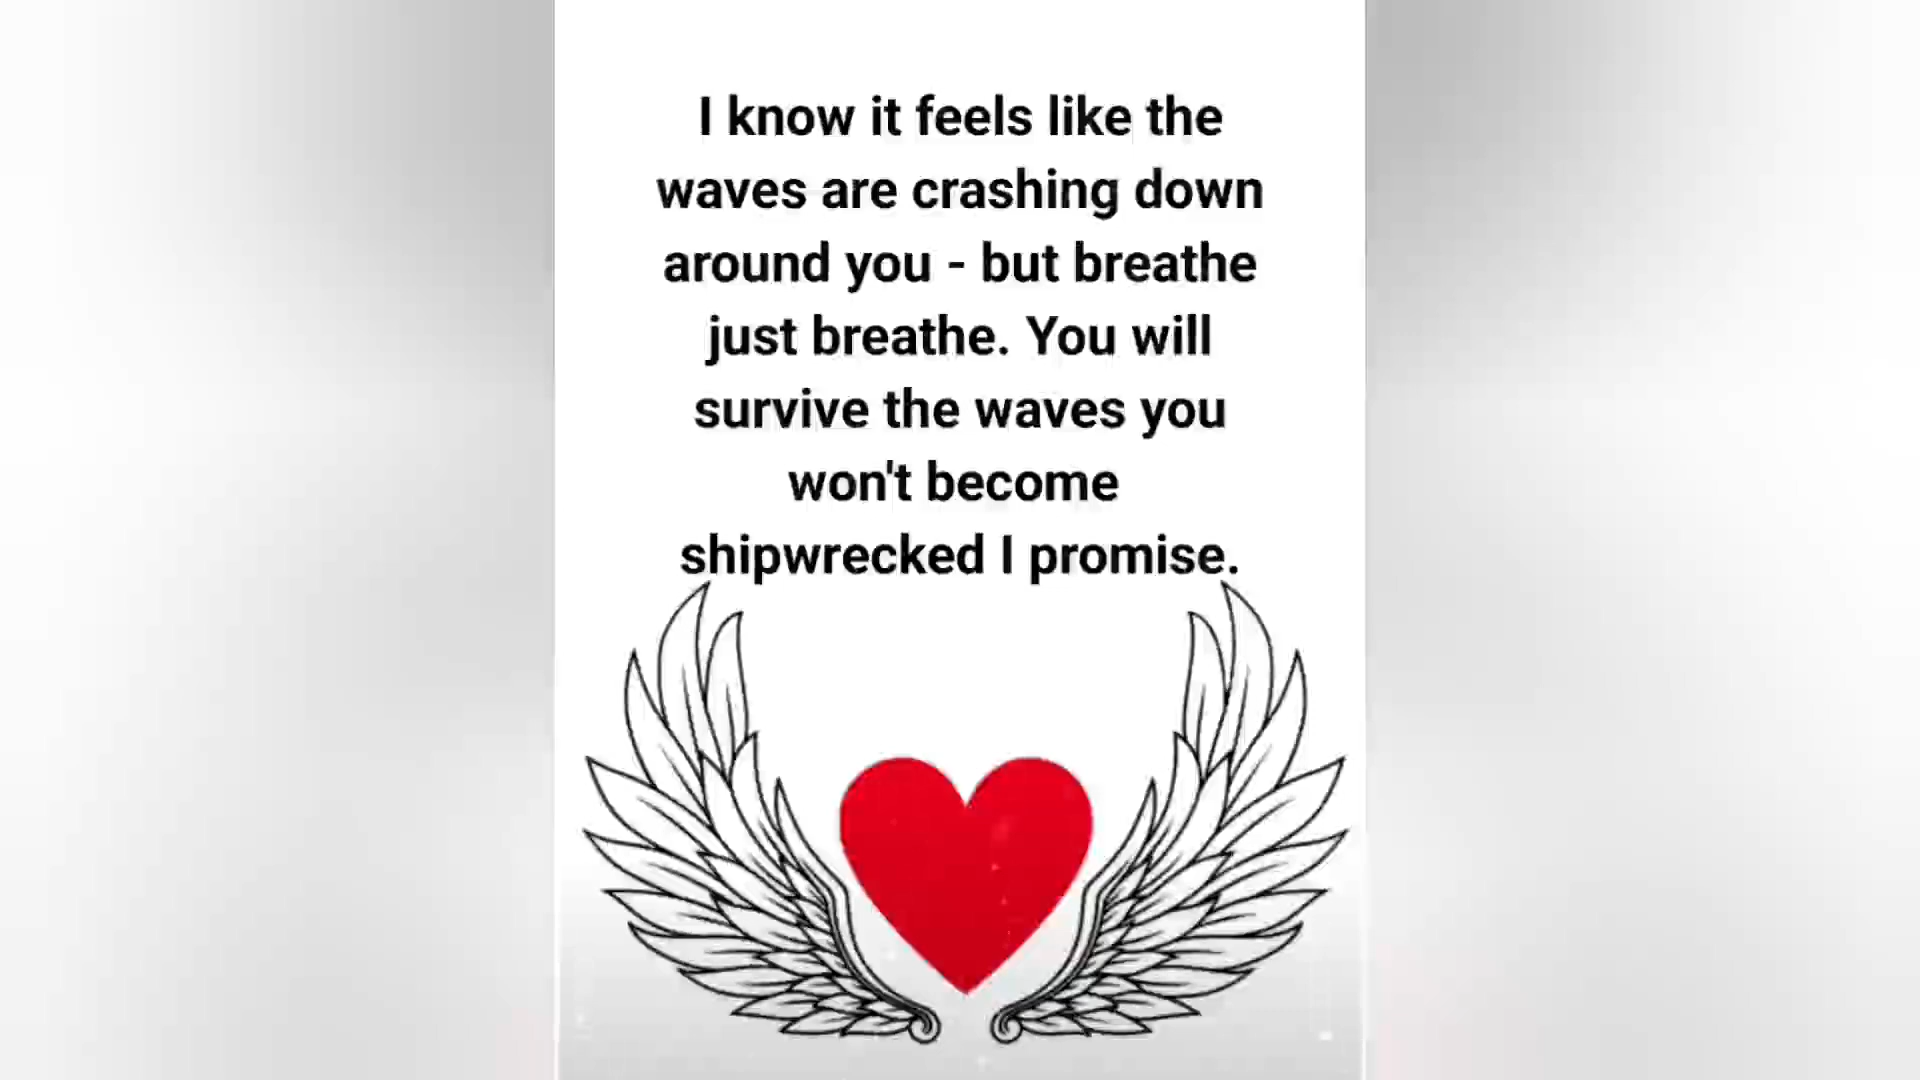 I know it feels like the
waves are crashing down
around you - but breathe
just breathe. You will
survive the waves you
won't become
shipwrecked I promise.